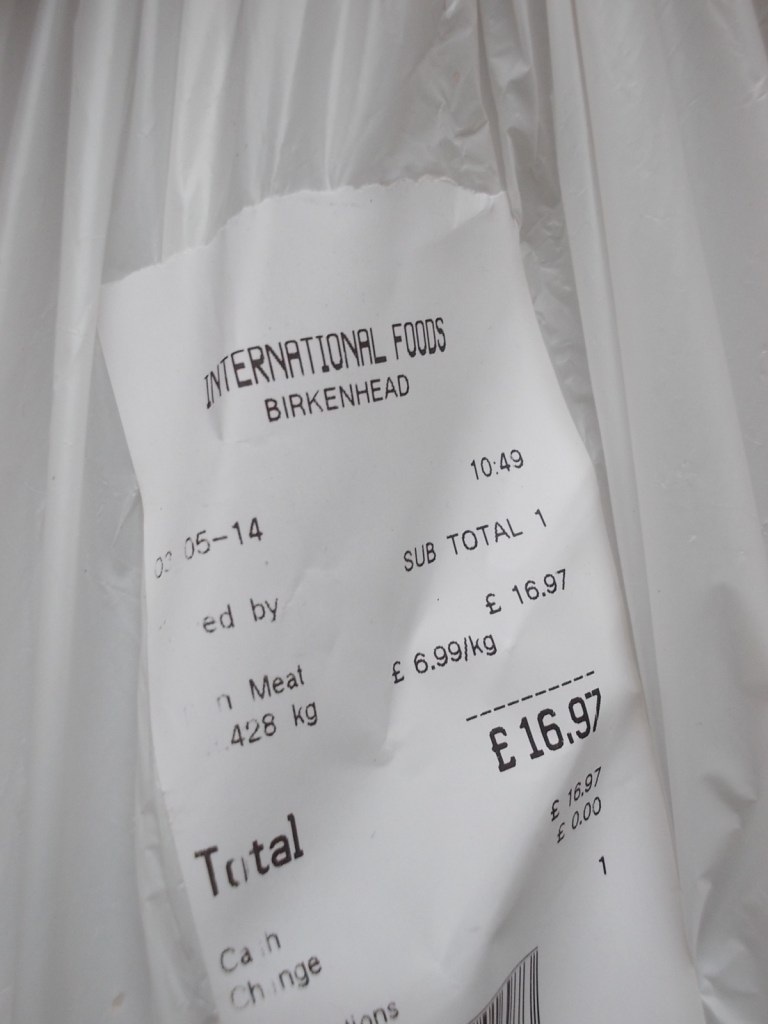 INTERNATIONAL FOODS
BIRKENHEAD
10:49
05-14
SUB TOTAL 1
ed by
£ 16.97
n Meat
£ 6.99/kg
.428 kg
----------
£ 16.97
Total
£ 16.97
£ 0.00
1
Ca h
Ch nge
ions